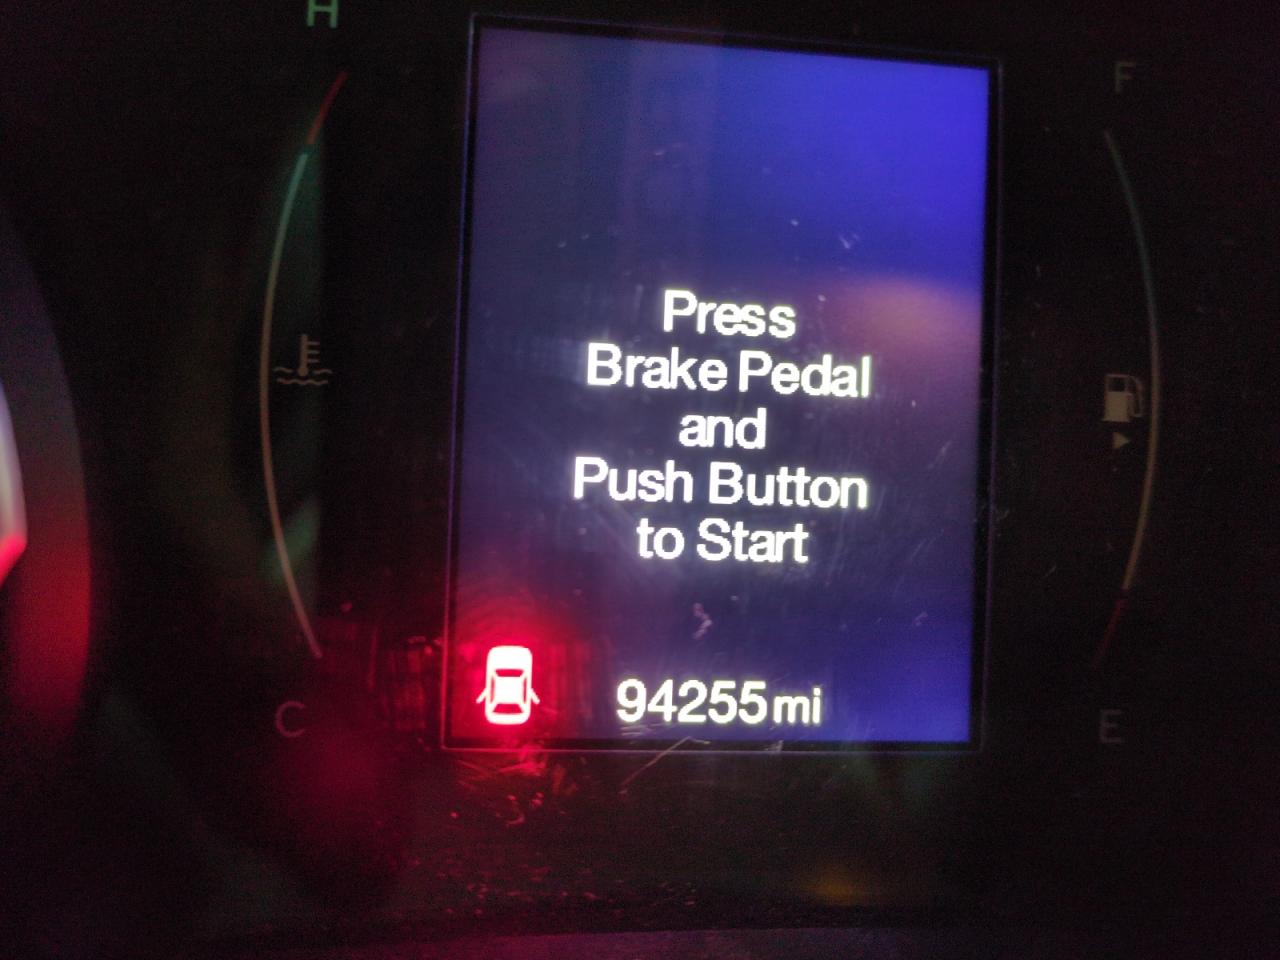 H
F
Press
Brake Pedal
and
Push Button
to Start
94255 mi
C
E